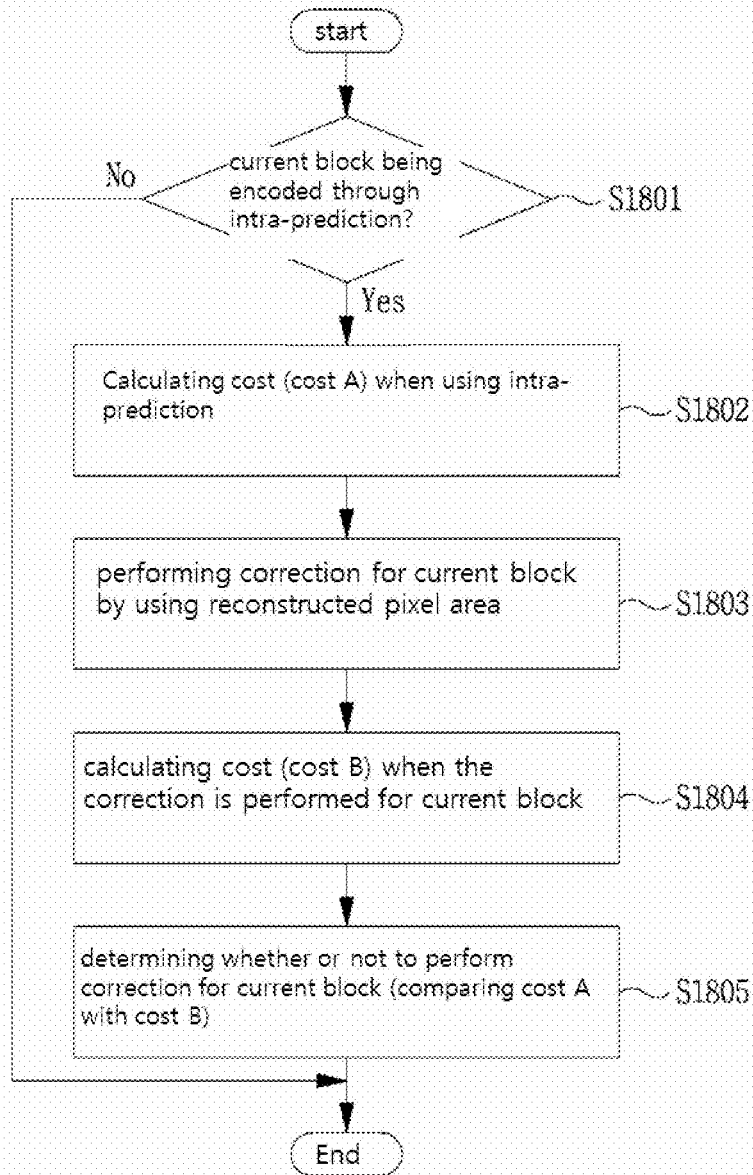 start
current block being
encoded through
intra-prediction?
No
S1801
Yes
Calculating cost (cost A) when using intra-
prediction
S1802
performing correction for current block
by using reconstructed pixel area
S1803
calculating cost (cost B) when the
correction is performed for current block
S1804
determining whether or not to perform
correction for current block (comparing cost A
with cost B)
S1805
End